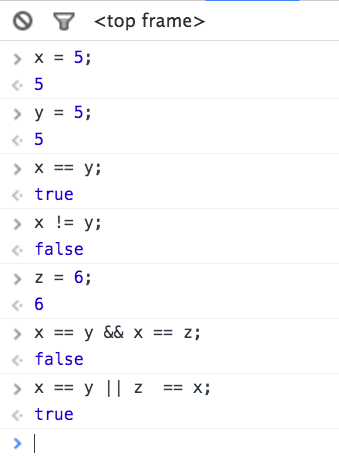 <top frame>
x = 5;
5
y = 5;
5
x == y;
true
x != y;
false
z = 6;
6
x == y && x == z;
false
x == y || z  == x;
true